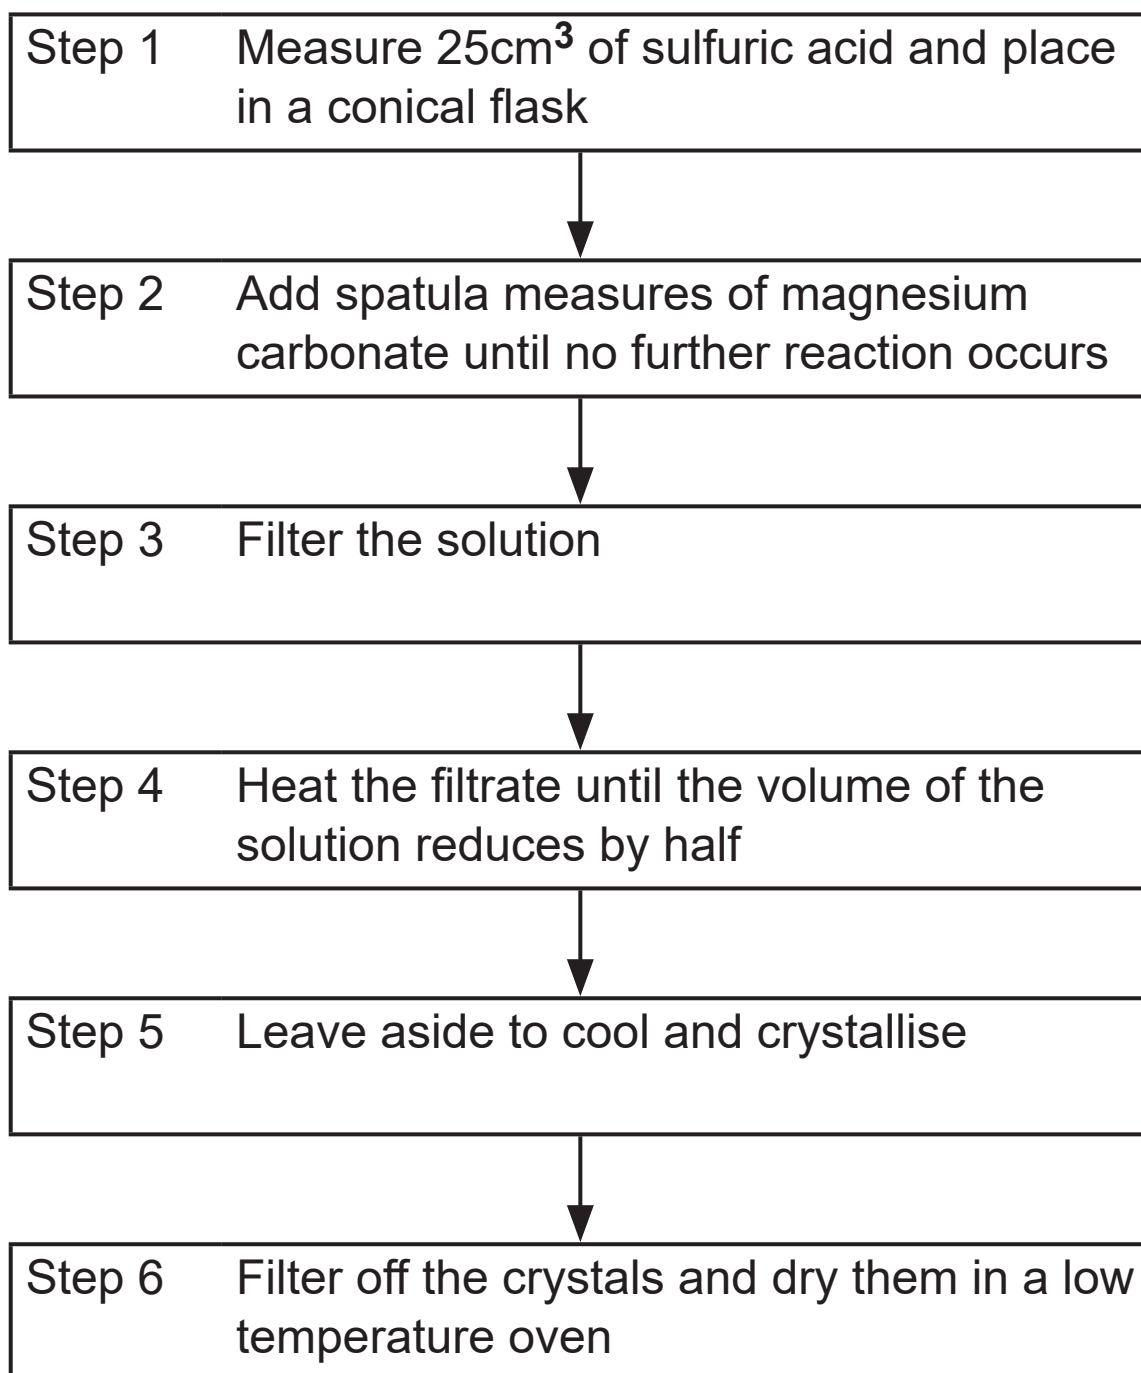 Step 1 Measure 25cm³ of sulfuric acid and place
in a conical flask
Step 2 Add spatula measures of magnesium
carbonate until no further reaction occurs
Step 3 Filter the solution
Step 4 Heat the filtrate until the volume of the
solution reduces by half
Step 5 Leave aside to cool and crystallise
Step 6 Filter off the crystals and dry them in a low
temperature oven